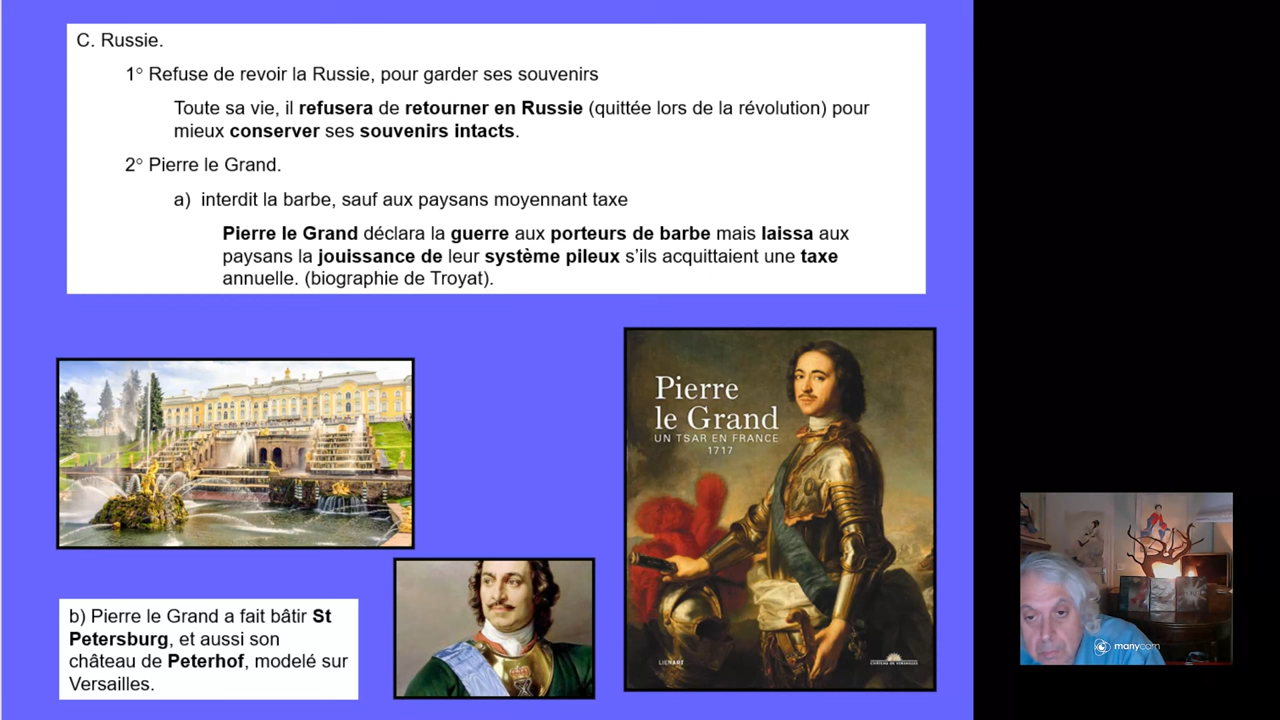 C. Russie.
1° Refuse de revoir la Russie, pour garder ses souvenirs
Toute sa vie, il refusera de retourner en Russie (quittée lors de la révolution) pour
mieux conserver ses souvenirs intacts.
2° Pierre le Grand.
a) interdit la barbe, sauf aux paysans moyennant taxe
Pierre le Grand déclara la guerre aux porteurs de barbe mais laissa aux
paysans la jouissance de leur système pileux s’ils acquittaient une taxe
annuelle. (biographie de Troyat).
Pierre
le Grand
UN TSAR EN FRANCE
1717
LIENART
CHÂTEAU DE VERSAILLES
b) Pierre le Grand a fait bâtir St
Petersburg, et aussi son
château de Peterhof, modelé sur
Versailles.
manycam